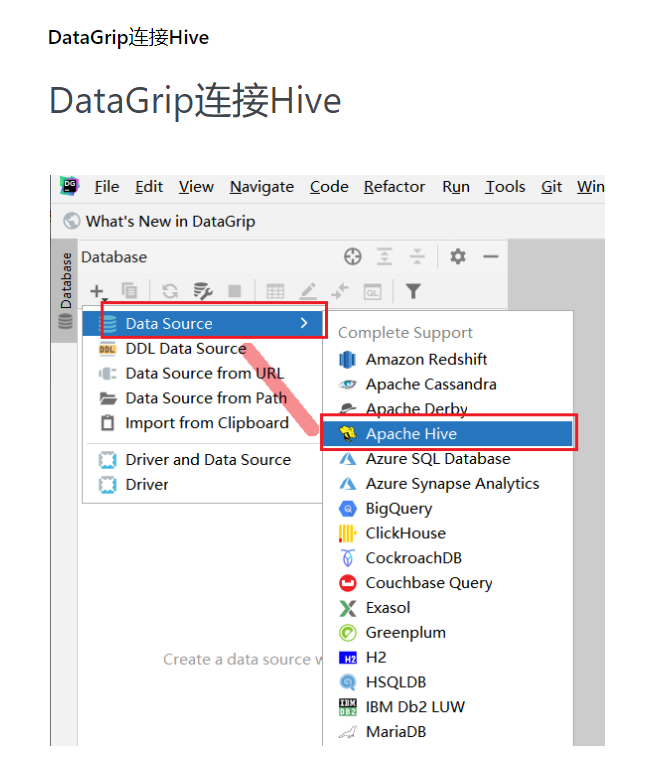 DataGrip连接Hive
DataGrip连接Hive
DG
File Edit View Navigate Code Refactor Run Tools Git Win
What's New in DataGrip
Database
Database
QL
Data Source
DDL DDL Data Source
Data Source from URL
Data Source from Path
Import from Clipboard
Driver and Data Source
Driver
Create a data source
Complete Support
Amazon Redshift
Apache Cassandra
Apache Derby
Apache Hive
Azure SQL Database
Azure Synapse Analytics
BigQuery
ClickHouse
CockroachDB
Couchbase Query
Exasol
Greenplum
H2 H2
HSQLDB
IBM DB2 IBM Db2 LUW
MariaDB